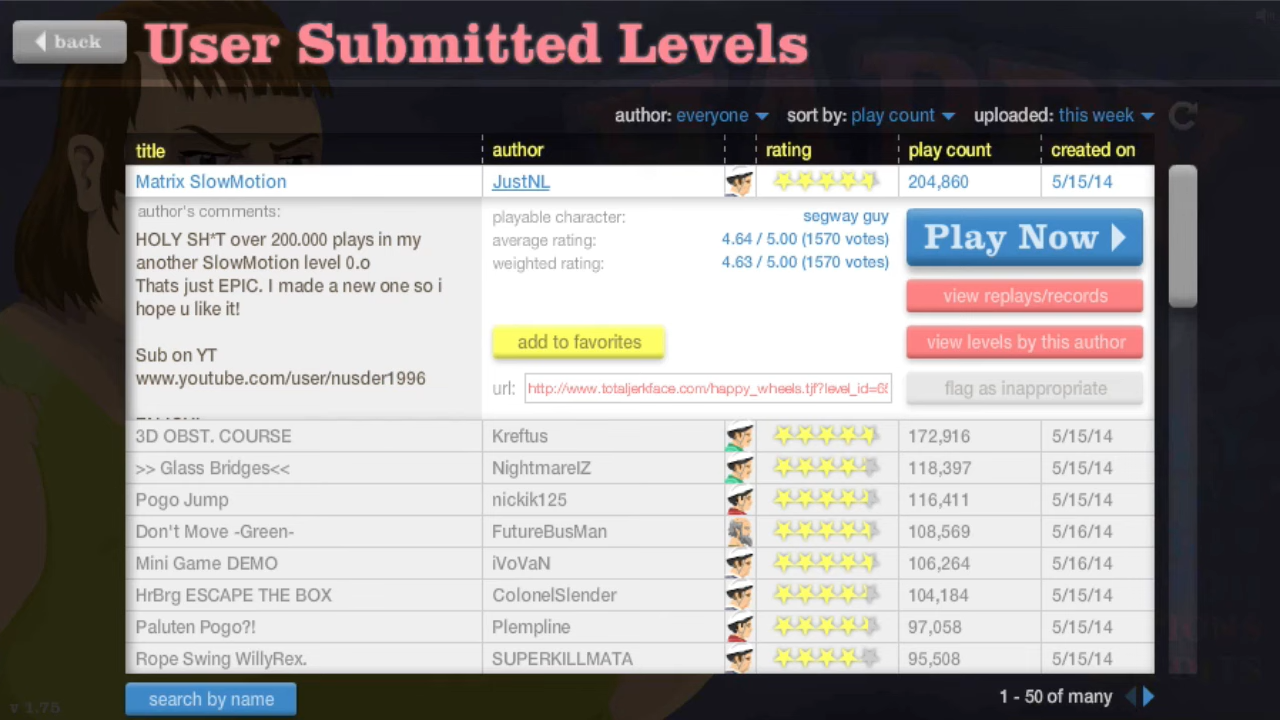 back
User Submitted Levels
author: everyone sort by: play count uploaded: this week
title author rating play count created on
Matrix SlowMotion JustNL 204,860 5/15/14
author's comments:
HOLY SH*T over 200.000 plays in my
another SlowMotion level 0.o
Thats just EPIC. I made a new one so i
hope u like it!
Sub on YT
www.youtube.com/user/nusder1996
playable character: segway guy
average rating: 4.64 / 5.00 (1570 votes)
weighted rating: 4.63 / 5.00 (1570 votes)
add to favorites
url: http://www.totaljerkface.com/happy_wheels.tjf?level_id=6
Play Now
view replays/records
view levels by this author
flag as inappropriate
3D OBST. COURSE Kreftus 172,916 5/15/14
>> Glass Bridges<< NightmareIZ 118,397 5/15/14
Pogo Jump nickik125 116,411 5/15/14
Don't Move -Green- FutureBusMan 108,569 5/16/14
Mini Game DEMO iVoVaN 106,264 5/16/14
HrBrg ESCAPE THE BOX ColonelSlender 104,184 5/15/14
Paluten Pogo?! Plempline 97,058 5/15/14
Rope Swing WillyRex. SUPERKILLMATA 95,508 5/15/14
search by name
1 - 50 of many
v 1.75